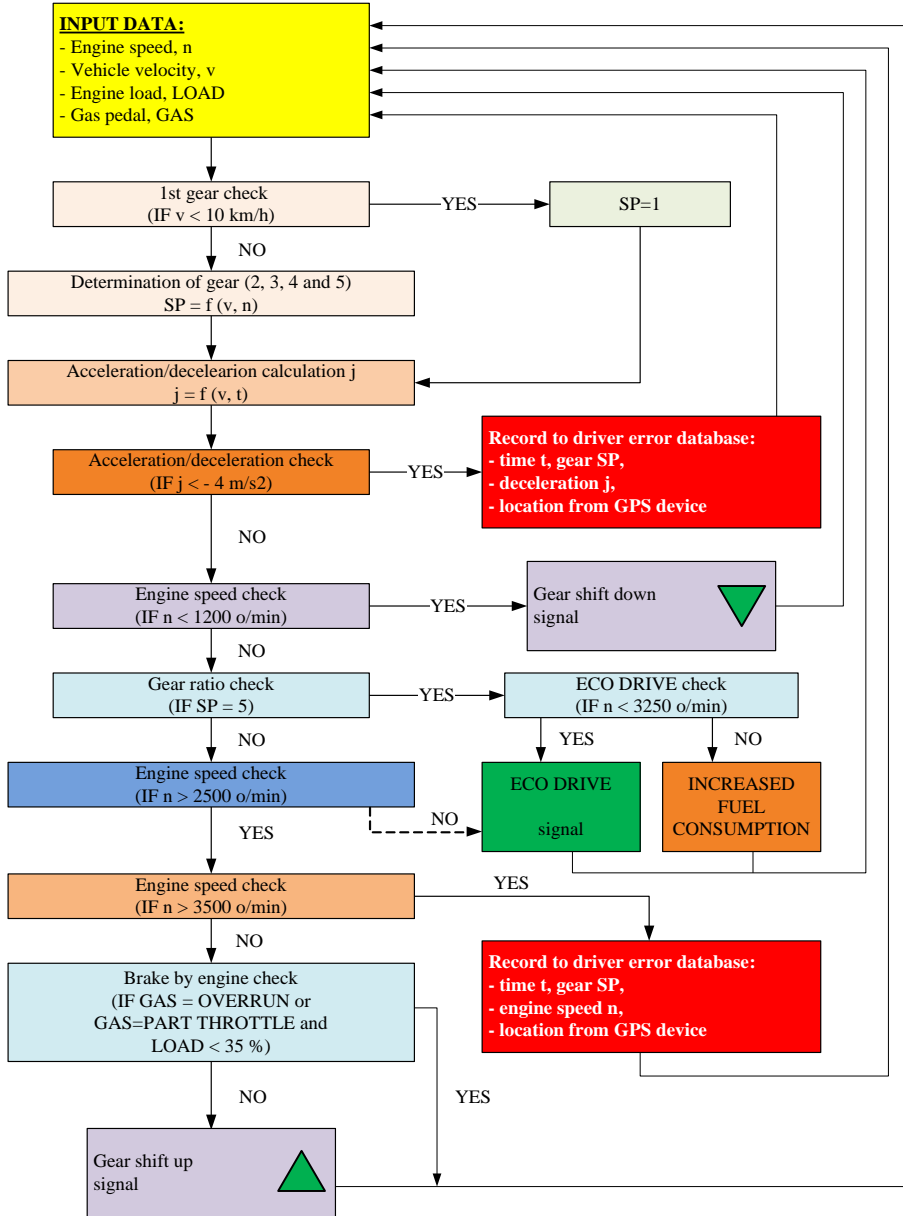 INPUT DATA:
- Engine speed, n
- Vehicle velocity, v
- Engine load, LOAD
- Gas pedal, GAS
1st gear check
(IF v < 10 km/h)
YES
SP=1
NO
Determination of gear (2, 3, 4 and 5)
SP = f (v, n)
Acceleration/decelearion calculation j
j = f (v, t)
Acceleration/deceleration check
(IF j < - 4 m/s2)
YES
Record to driver error database:
- time t, gear SP,
- deceleration j,
- location from GPS device
NO
Engine speed check
(IF n < 1200 o/min)
YES
Gear shift down
signal
NO
Gear ratio check
(IF SP = 5)
YES
ECO DRIVE check
(IF n < 3250 o/min)
NO
YES
NO
Engine speed check
(IF n > 2500 o/min)
NO
ECO DRIVE
signal
INCREASED
FUEL
CONSUMPTION
YES
Engine speed check
(IF n > 3500 o/min)
YES
NO
Record to driver error database:
- time t, gear SP,
- engine speed n,
- location from GPS device
Brake by engine check
(IF GAS = OVERRUN or
GAS=PART THROTTLE and
LOAD < 35 %)
NO
YES
Gear shift up
signal